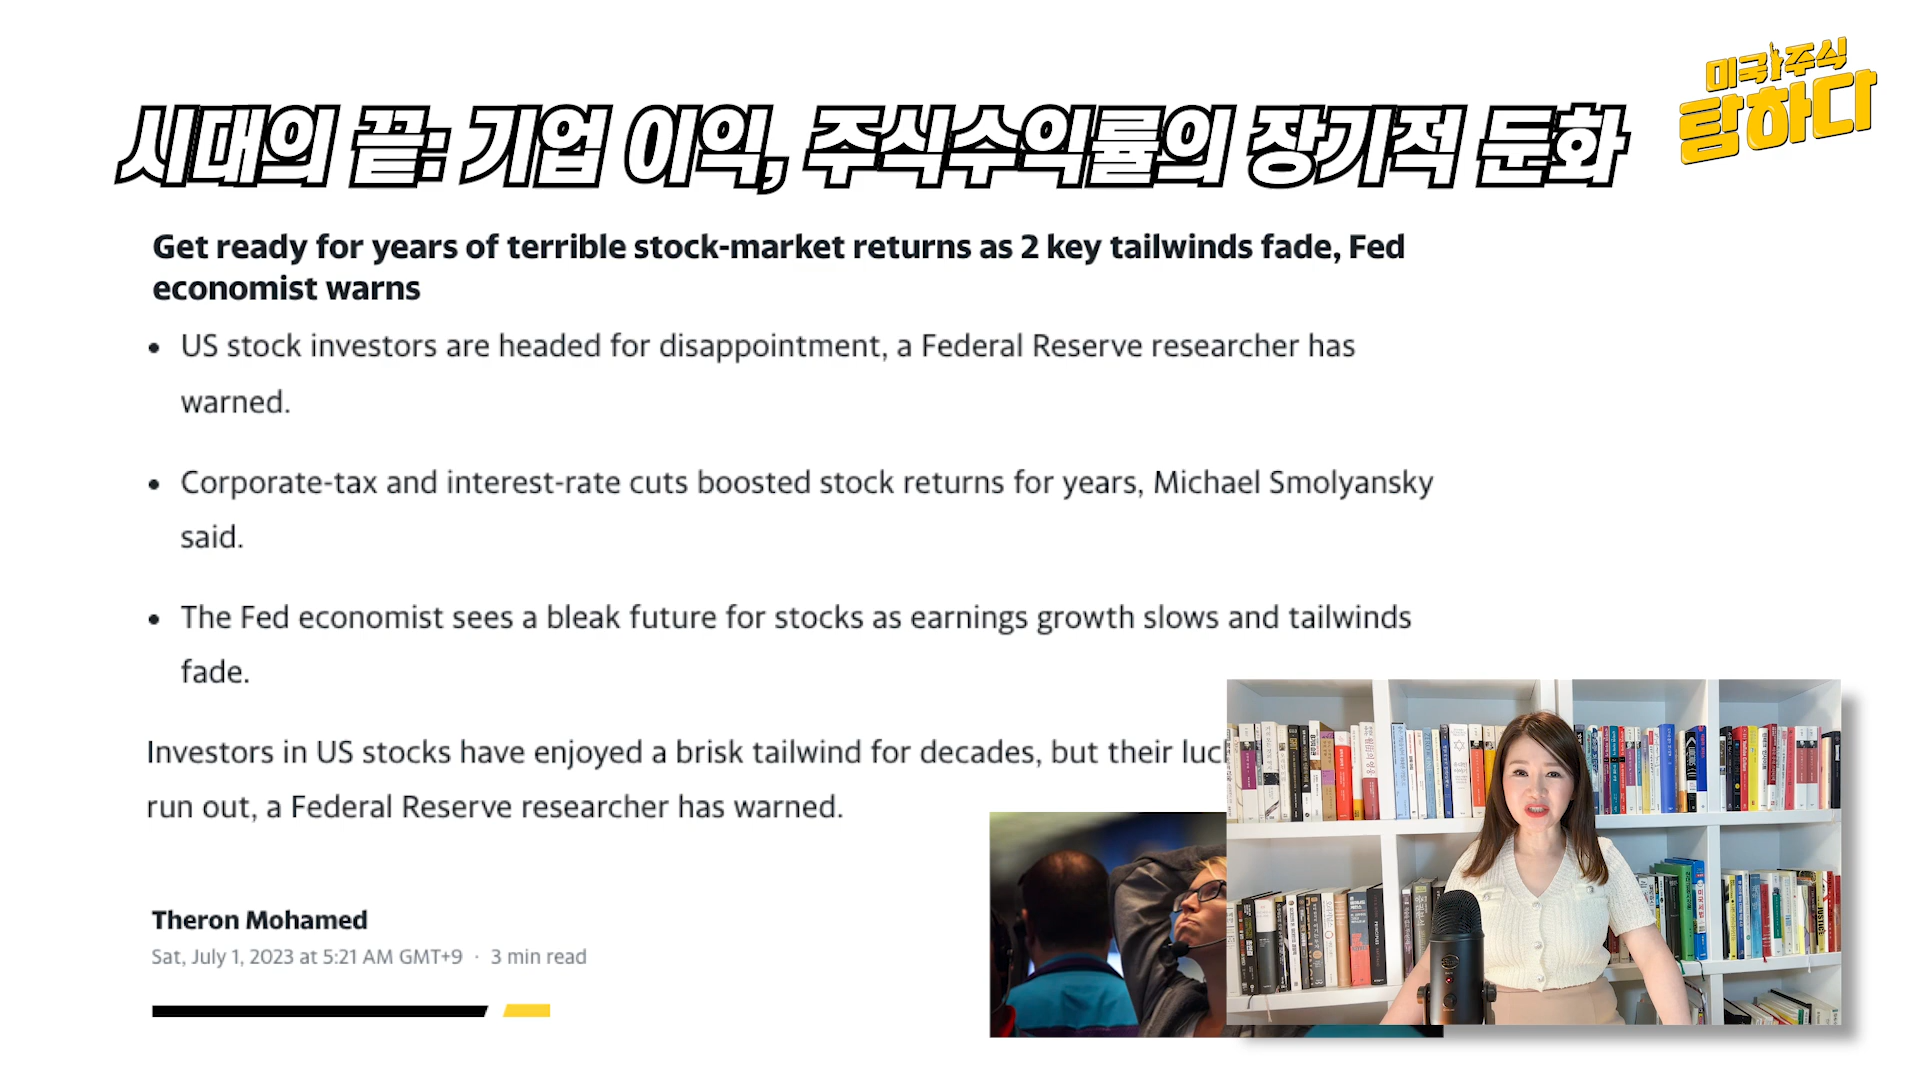 미국주식
탐하다
시대의 끝: 기업 이익, 주식수익률의 장기적 둔화
Get ready for years of terrible stock-market returns as 2 key tailwinds fade, Fed
economist warns
• US stock investors are headed for disappointment, a Federal Reserve researcher has
warned.
• Corporate-tax and interest-rate cuts boosted stock returns for years, Michael Smolyansky
said.
• The Fed economist sees a bleak future for stocks as earnings growth slows and tailwinds
fade.
Investors in US stocks have enjoyed a brisk tailwind for decades, but their luc
run out, a Federal Reserve researcher has warned.
Theron Mohamed
Sat, July 1, 2023 at 5:21 AM GMT+9 · 3 min read